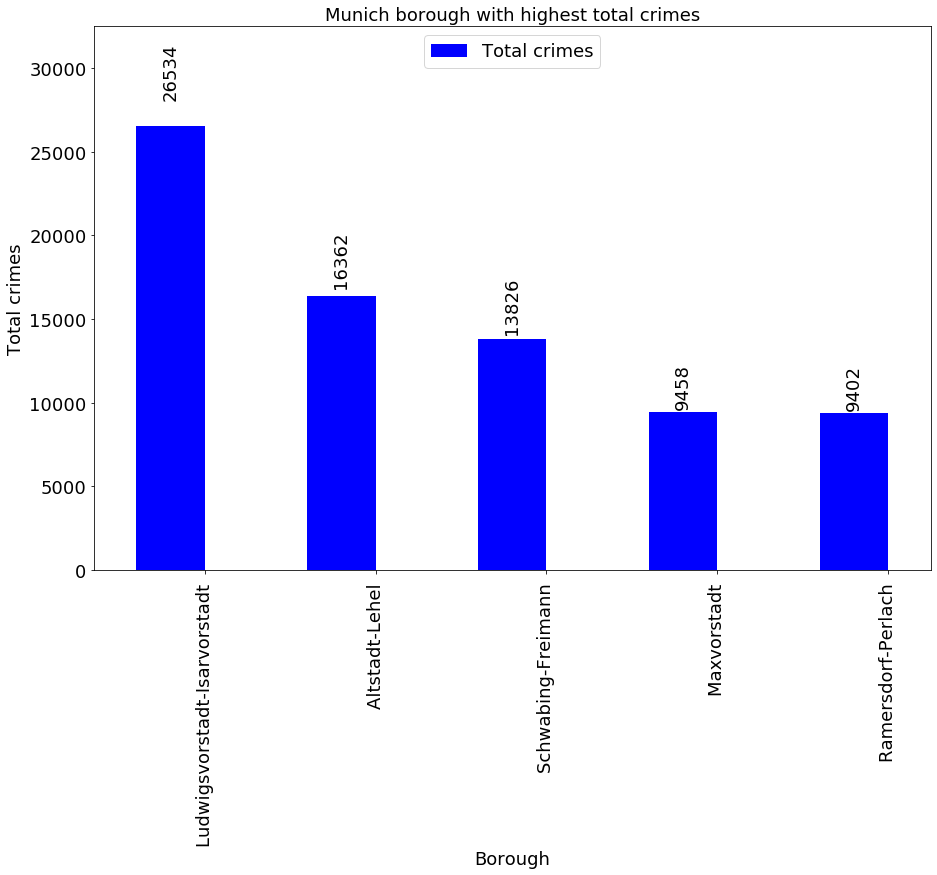 Munich borough with highest total crimes
Total crimes
30000
25000
20000
15000
10000
5000
0
Total crimes
26534
16362
13826
9458
9402
Ludwigsvorstadt-Isarvorstadt
Altstadt-Lehel
Schwabing-Freimann
Maxvorstadt
Ramersdorf-Perlach
Borough